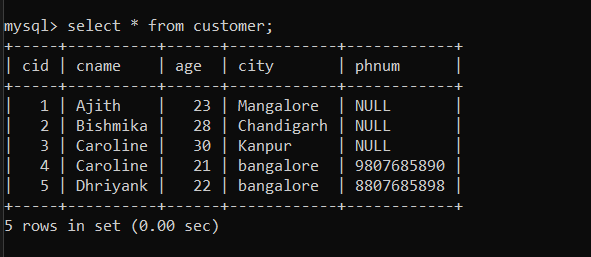 mysql> select * from customer;
+-----+----------+------+------------+------------+
| cid | cname    | age  | city       | phnum      |
+-----+----------+------+------------+------------+
|   1 | Ajith    |   23 | Mangalore  | NULL       |
|   2 | Bishmika |   28 | Chandigarh | NULL       |
|   3 | Caroline |   30 | Kanpur     | NULL       |
|   4 | Caroline |   21 | bangalore  | 9807685890 |
|   5 | Dhriyank |   22 | bangalore  | 8807685898 |
+-----+----------+------+------------+------------+
5 rows in set (0.00 sec)